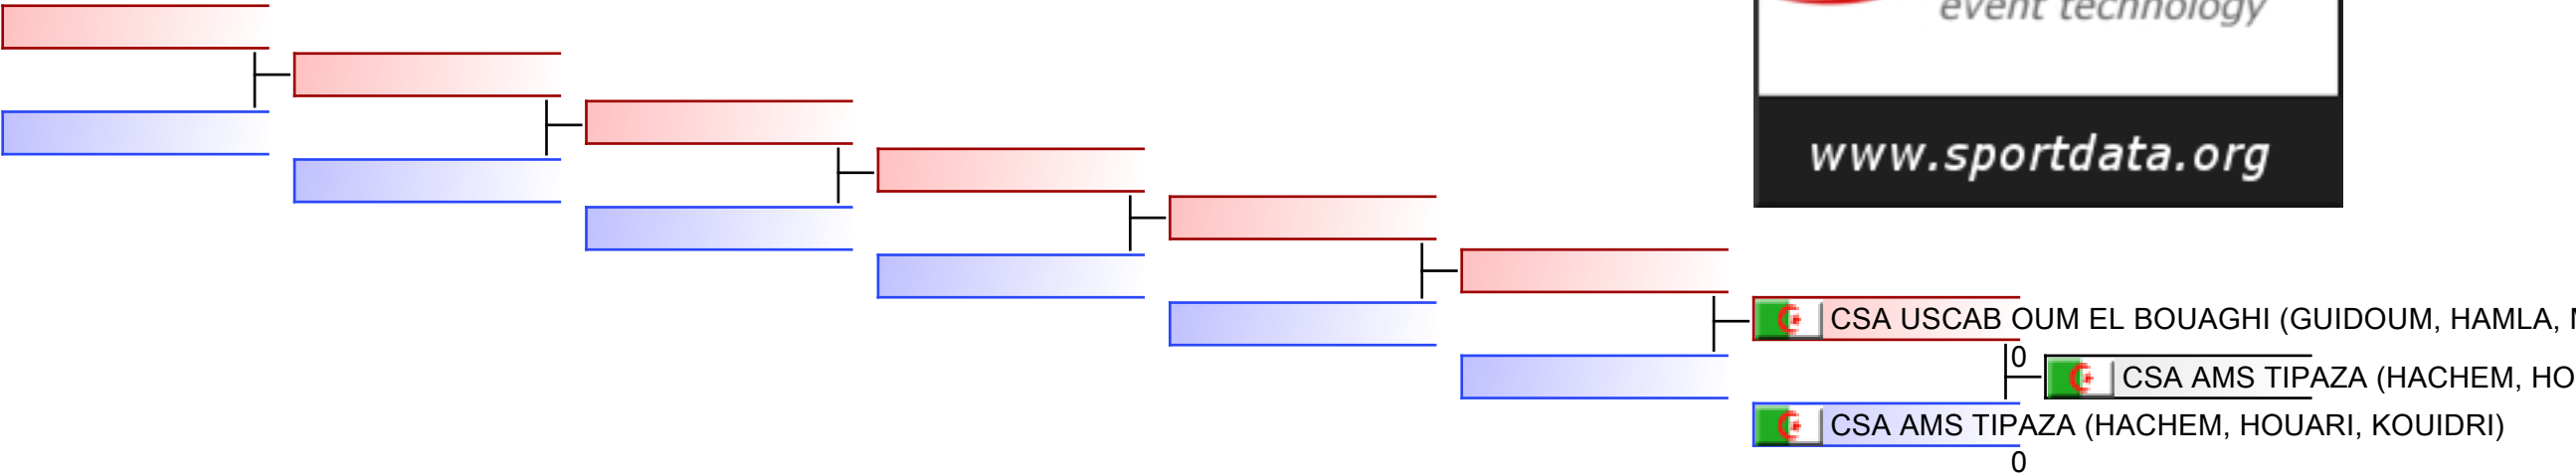 event technology
www.sportdata.org
CSA USCAB OUM EL BOUAGHI (GUIDOUM, HAMLA,
0
CSA AMS TIPAZA (HACHEM, HO
CSA AMS TIPAZA (HACHEM, HOUARI, KOUIDRI)
0